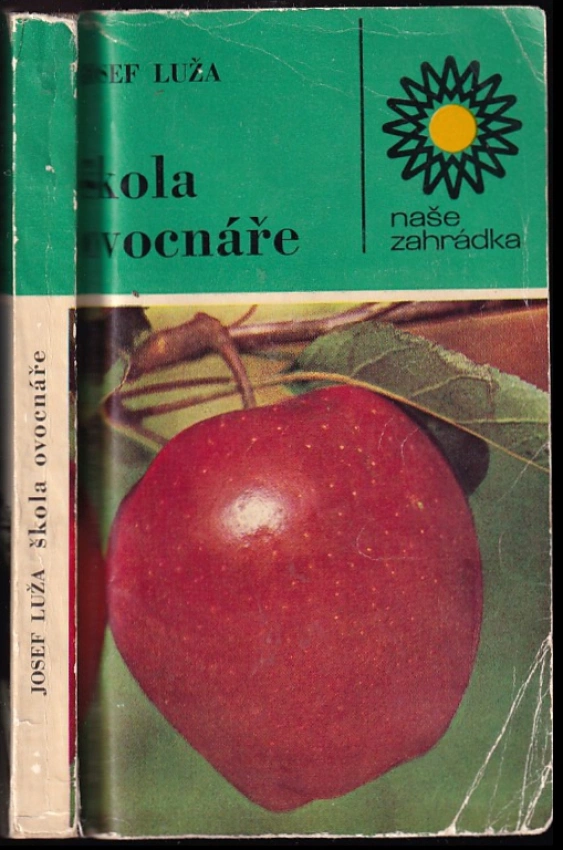 JOSEF LUŽA
škola
ovocnáře
naše
zahrádka
JOSEF LUŽA škola ovocnáře